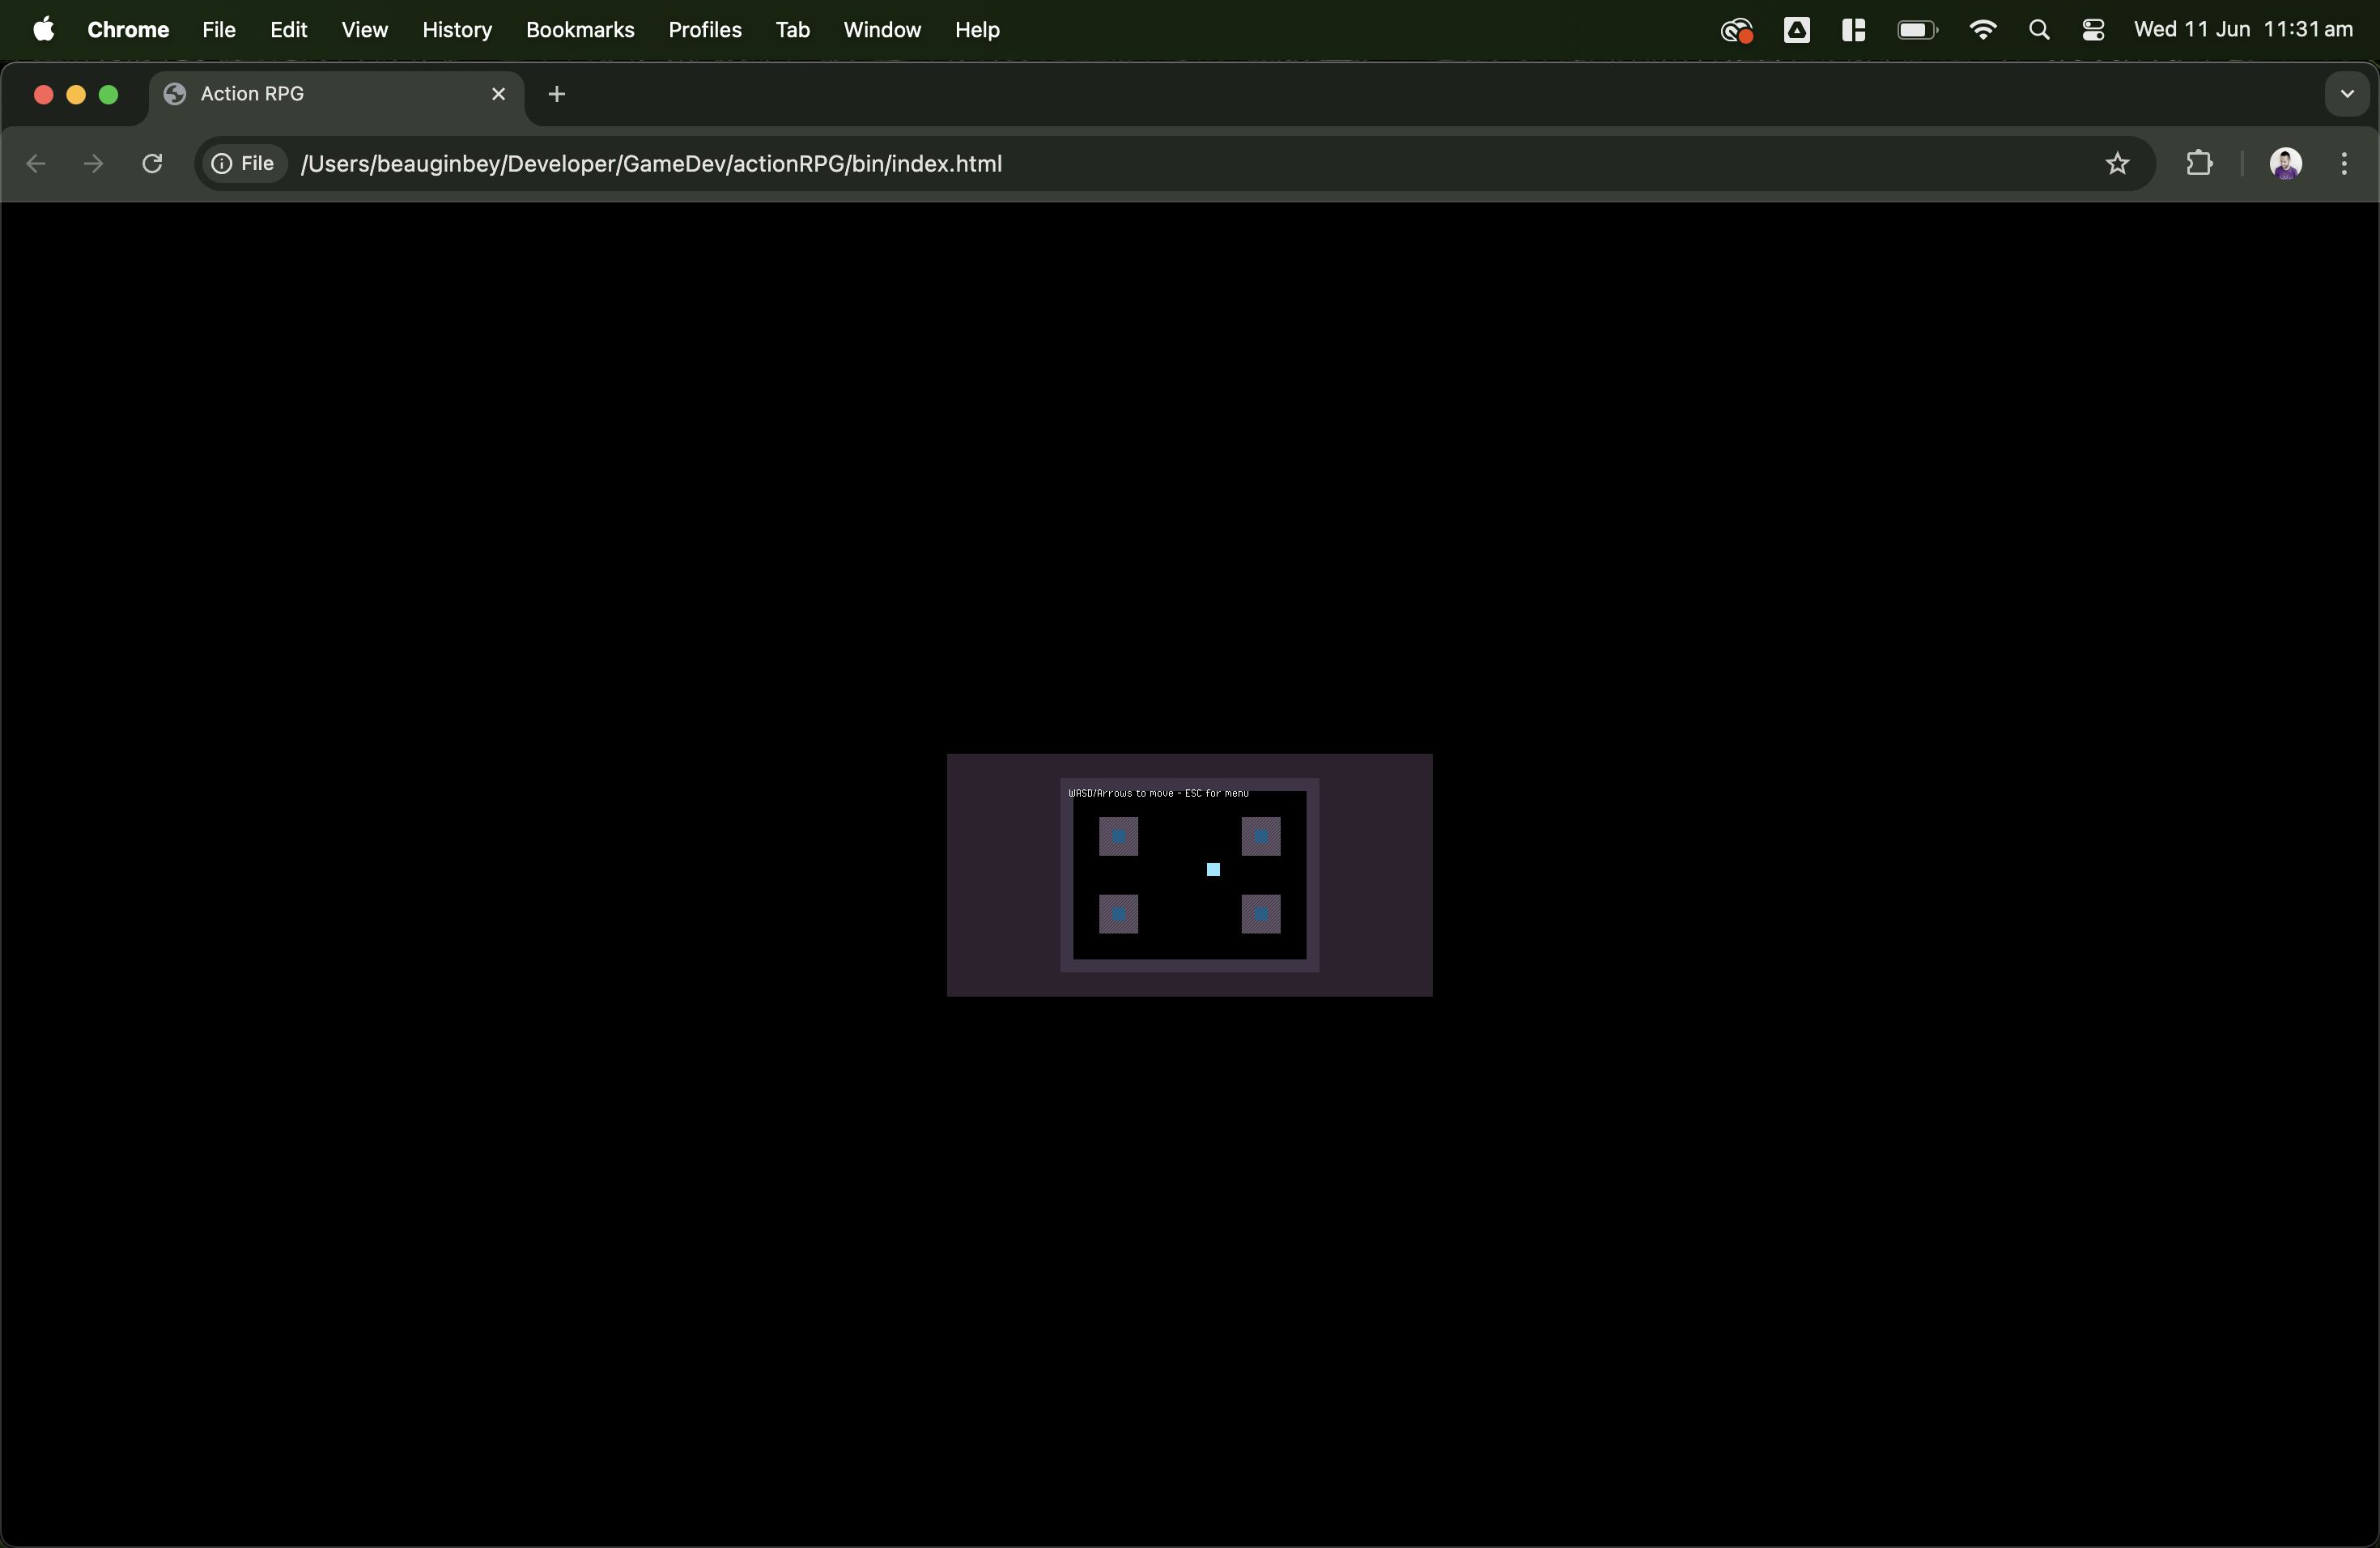 Chrome File Edit View History Bookmarks Profiles Tab Window Help Wed 11 Jun 11:31 am
Action RPG
File /Users/beauginbey/Developer/GameDev/actionRPG/bin/index.html
WASD/Arrows to move - ESC for menu